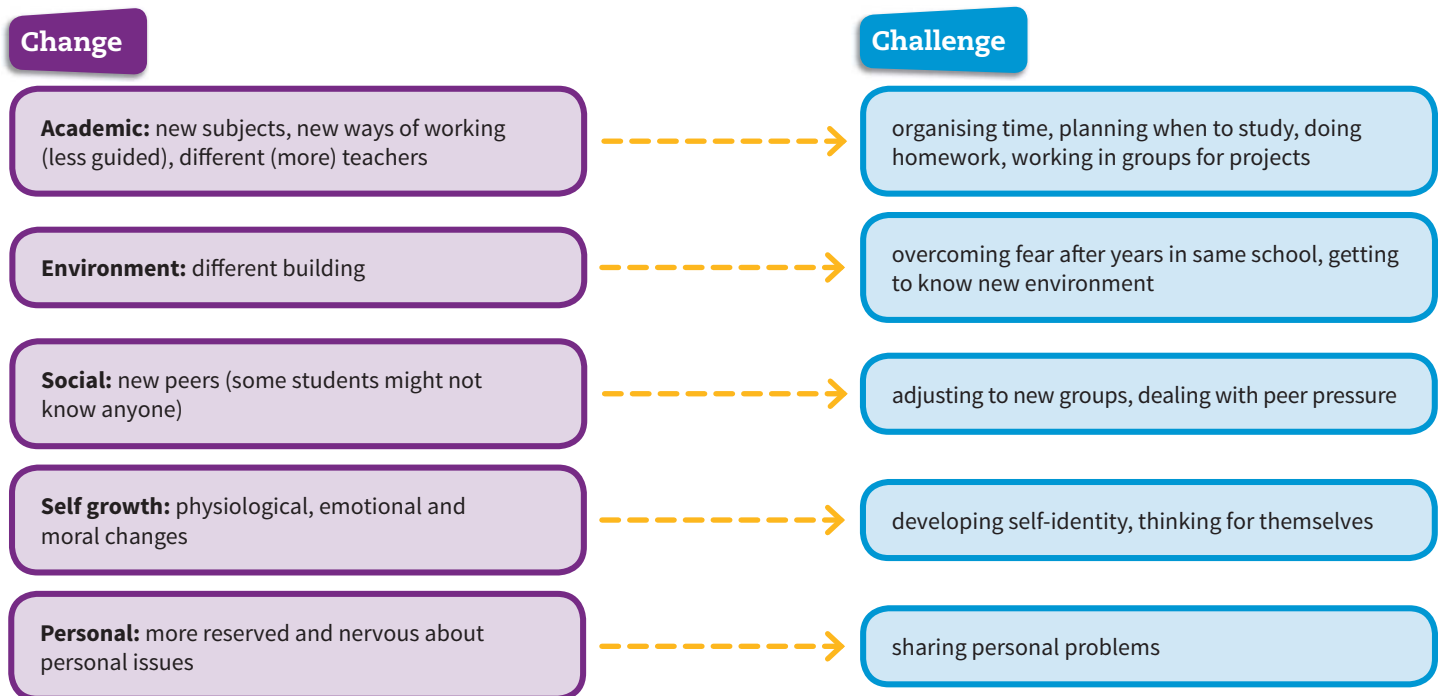 Change
Challenge
Academic: new subjects, new ways of working
(less guided), different (more) teachers
organising time, planning when to study, doing
homework, working in groups for projects
Environment: different building
overcoming fear after years in same school, getting
to know new environment
Social: new peers (some students might not
know anyone)
adjusting to new groups, dealing with peer pressure
Self growth: physiological, emotional and
moral changes
developing self-identity, thinking for themselves
Personal: more reserved and nervous about
personal issues
sharing personal problems